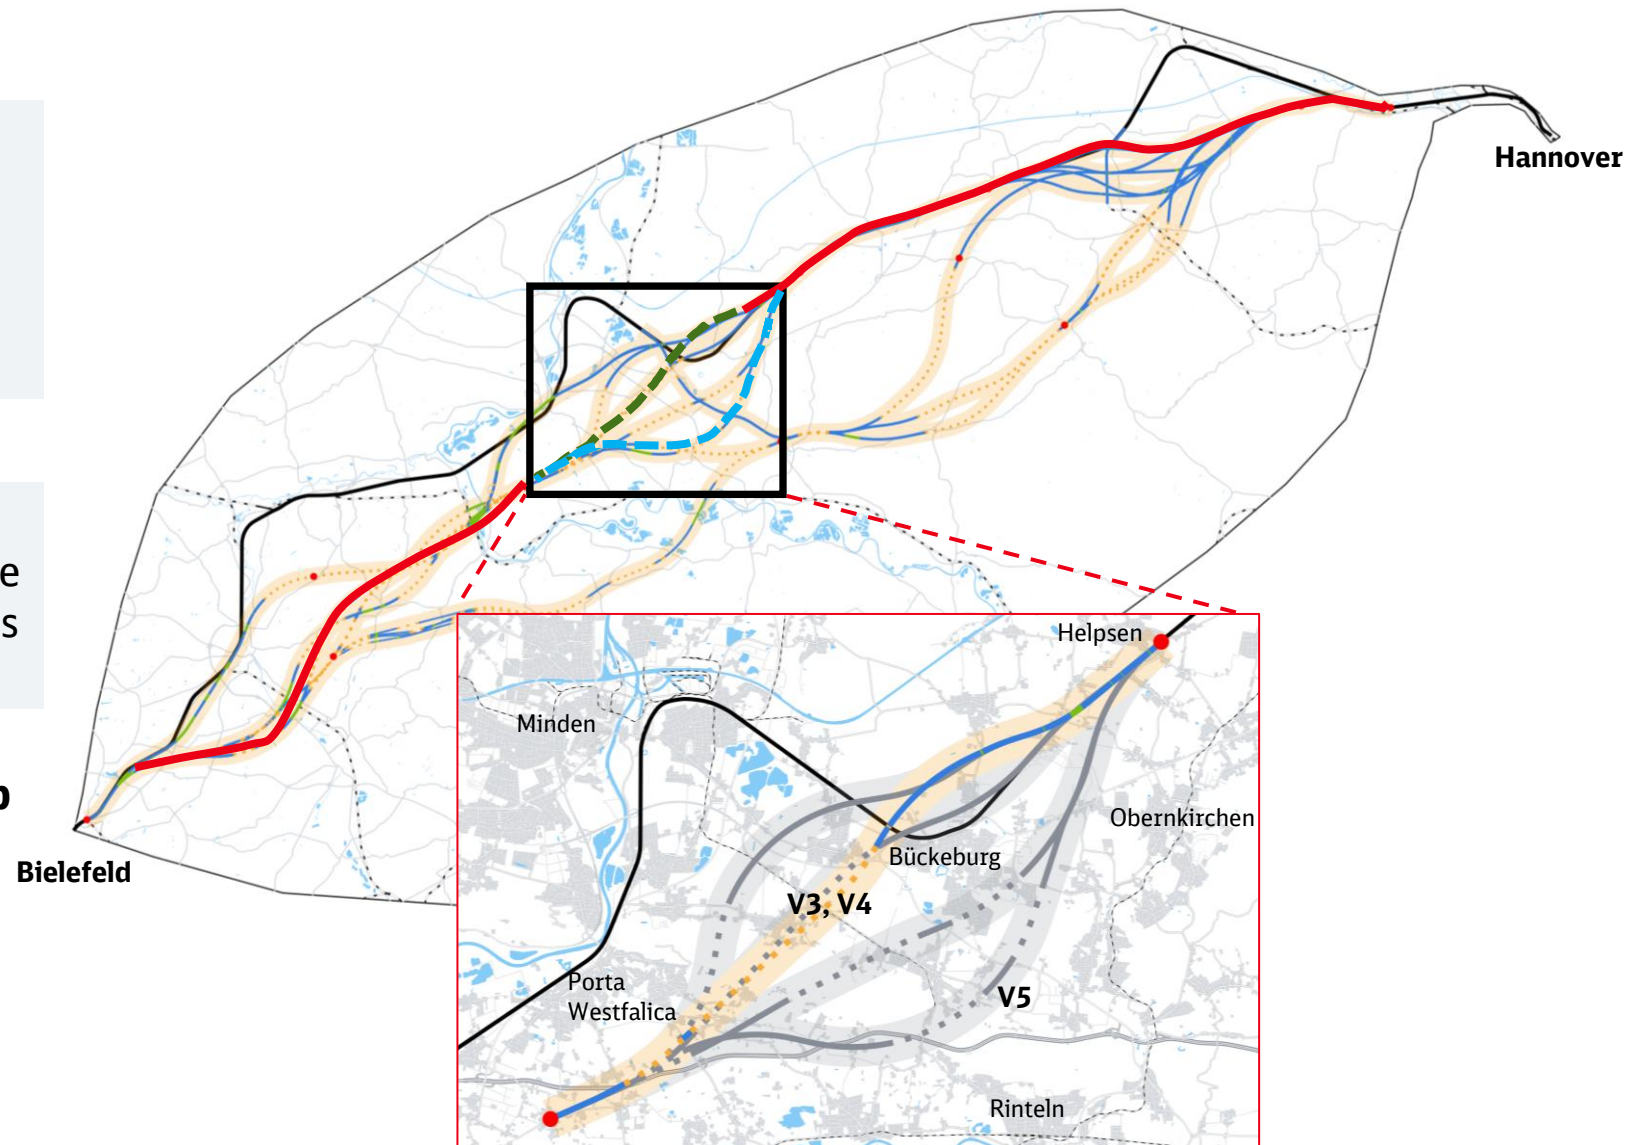 Hannover
e
s
Helpsen
Minden
Obernkirchen
Bückeburg
V3, V4
Porta
Westfalica
V5
Rinteln
Bielefeld